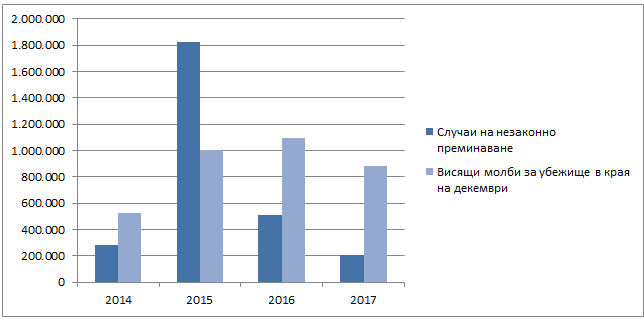 2.000.000
1.800.000
1.600.000
1.400.000
1.200.000
1.000.000
800.000
600.000
400.000
200.000
0
2014 2015 2016 2017
Случаи на незаконно
преминаване
Висящи молби за убежище в края
на декември